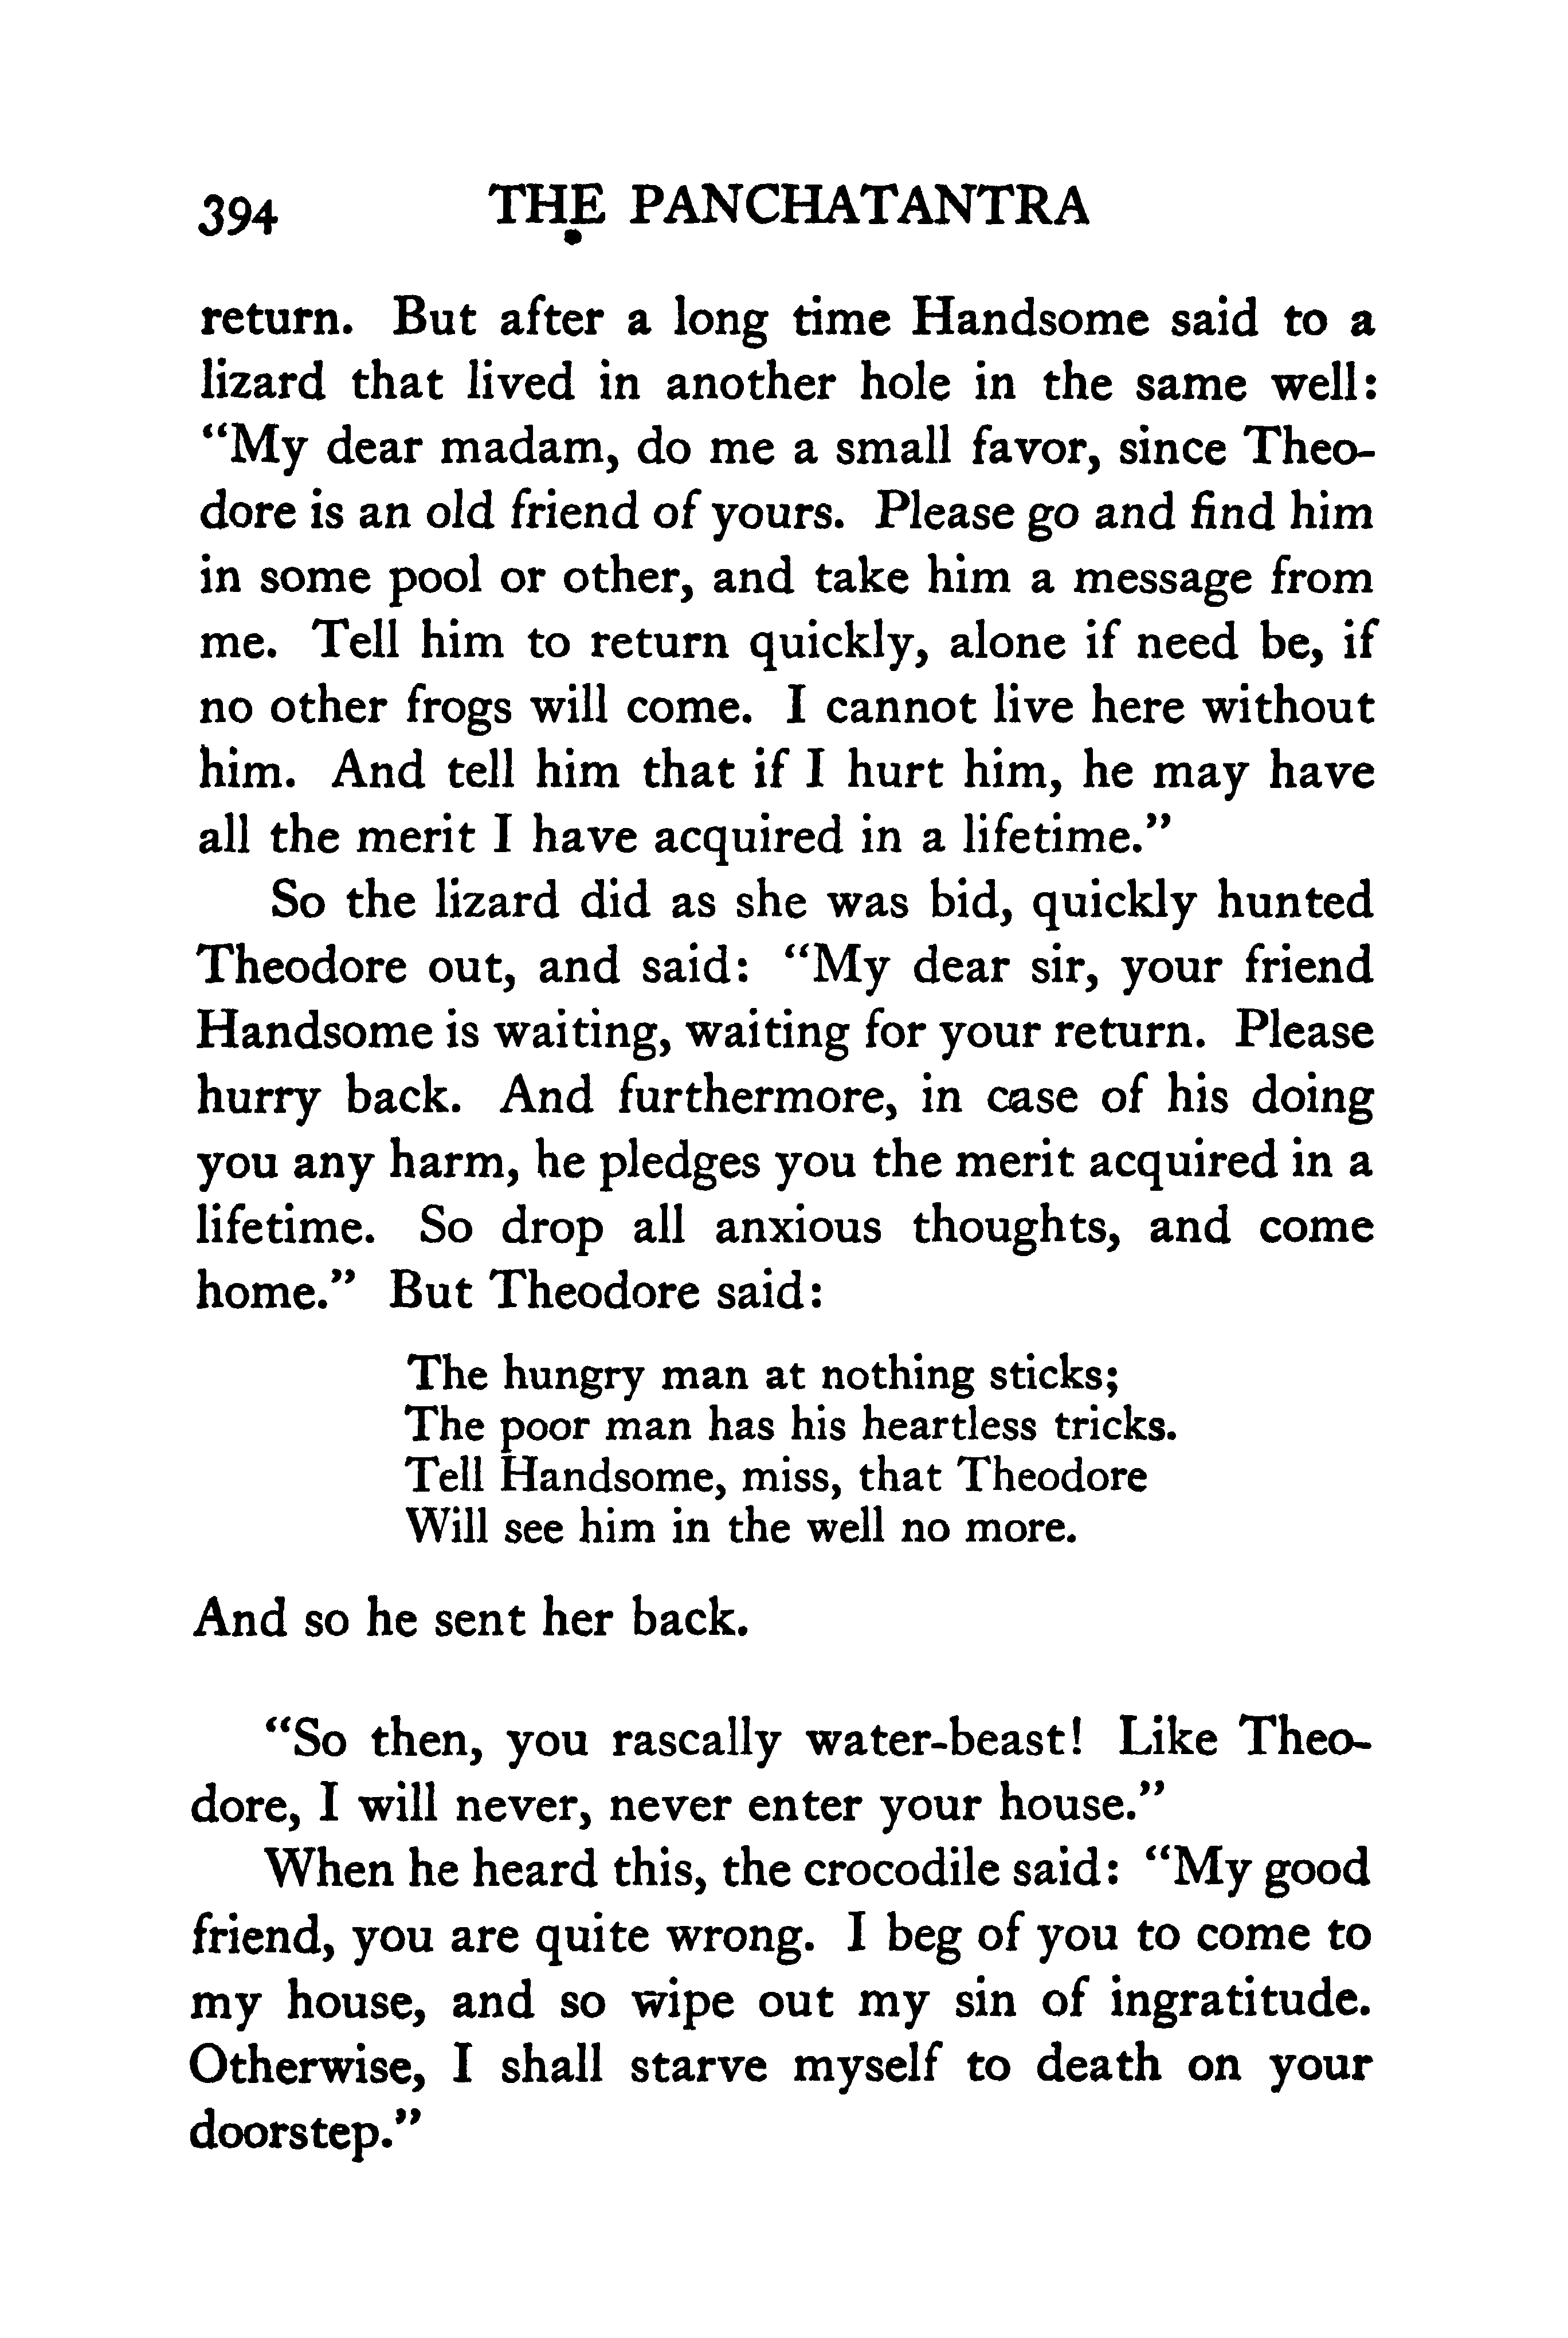 394 THE PANCHATANTRA
return. But after a long time Handsome said to a
lizard that lived in another hole in the same well:
“My dear madam, do me a small favor, since Theo-
dore is an old friend of yours. Please go and find him
in some pool or other, and take him a message from
me. Tell him to return quickly, alone if need be, if
no other frogs will come. I cannot live here without
him. And tell him that if I hurt him, he may have
all the merit I have acquired in a lifetime.”
So the lizard did as she was bid, quickly hunted
Theodore out, and said: “My dear sir, your friend
Handsome is waiting, waiting for your return. Please
hurry back. And furthermore, in case of his doing
you any harm, he pledges you the merit acquired in a
lifetime. So drop all anxious thoughts, and come
home.” But Theodore said:
The hungry man at nothing sticks;
The poor man has his heartless tricks.
Tell Handsome, miss, that Theodore
Will see him in the well no more.
And so he sent her back.
“So then, you rascally water-beast! Like Theo-
dore, I will never, never enter your house.”
When he heard this, the crocodile said: “My good
friend, you are quite wrong. I beg of you to come to
my house, and so wipe out my sin of ingratitude.
Otherwise, I shall starve myself to death on your
doorstep.”